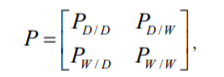 P = [ P_{D/D} P_{D/W}
P_{W/D} P_{W/W} ],